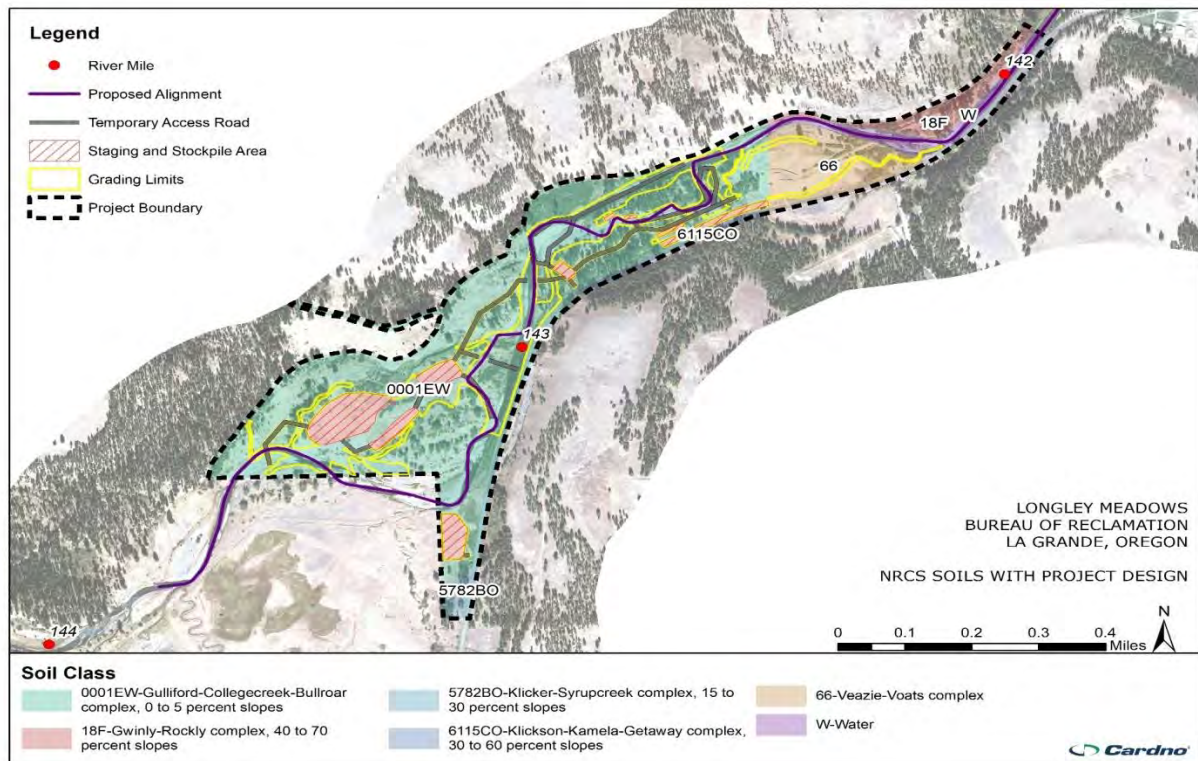 Legend
River Mile
Proposed Alignment
Temporary Access Road
Staging and Stockpile Area
Grading Limits
Project Boundary
142
W
18F
66
6115CO
143
0001EW
5782BO
144
LONGLEY MEADOWS
BUREAU OF RECLAMATION
LA GRANDE, OREGON
NRCS SOILS WITH PROJECT DESIGN
N
0 0.1 0.2 0.3 0.4
Miles
Soil Class
0001EW-Gulliford-Collegecreek-Bullroar
complex, 0 to 5 percent slopes
18F-Gwinly-Rockly complex, 40 to 70
percent slopes
5782BO-Klicker-Syrupcreek complex, 15 to
30 percent slopes
6115CO-Klickson-Kamela-Getaway complex,
30 to 60 percent slopes
66-Veazie-Voats complex
W-Water
Cardno